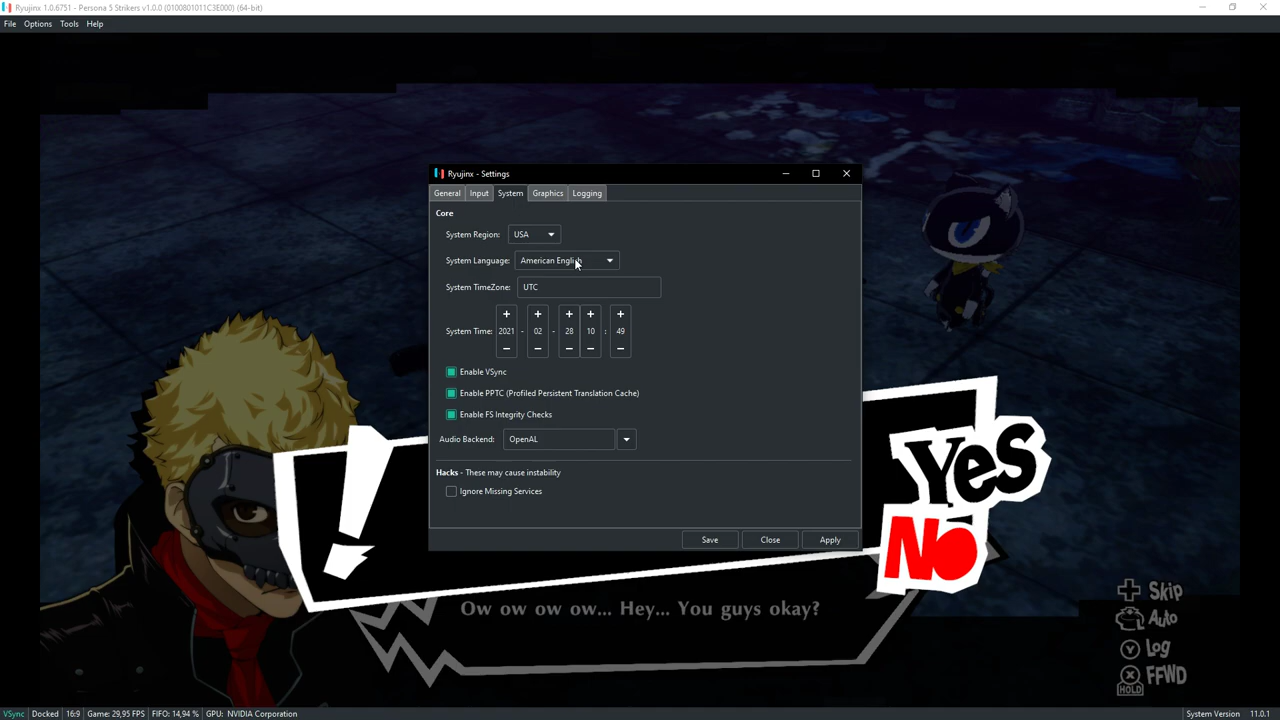 Ryujinx 1.0.6751 - Persona 5 Strikers v1.0.0 (0100801011C3E000) (64-bit)
File Options Tools Help
Ryujinx - Settings
General Input System Graphics Logging
Core
System Region: USA
System Language: American English
System TimeZone: UTC
+ + + + +
System Time: 2021 - 02 - 28 10 : 49
− − − − −
Enable VSync
Enable PPTC (Profiled Persistent Translation Cache)
Enable FS Integrity Checks
Audio Backend: OpenAL
Hacks - These may cause instability
Ignore Missing Services
Save Close Apply
!
Yes
No
Ow ow ow ow... Hey... You guys okay?
Skip
Auto
Y Log
X FFWD
HOLD
VSync Docked 16:9 Game: 29,95 FPS FIFO: 14,94 % GPU: NVIDIA Corporation System Version 11.0.1